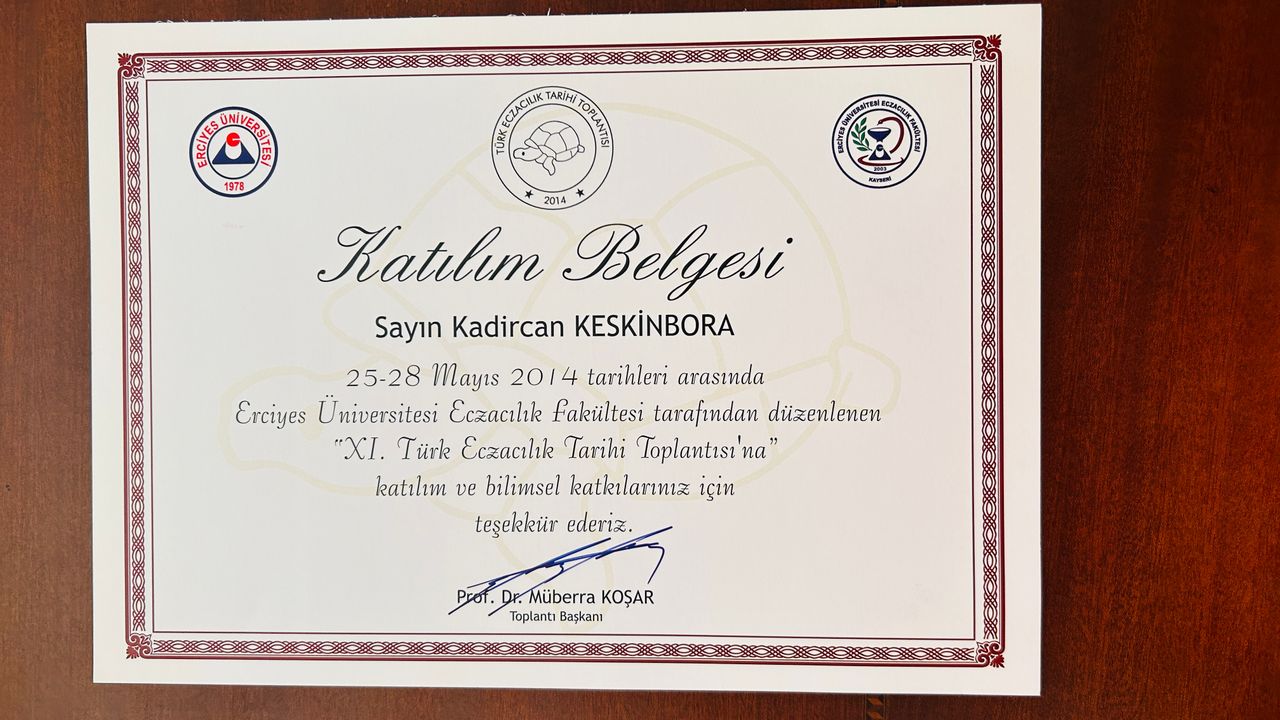 ERCİYES ÜNİVERSİTESİ
1978
TÜRK ECZACILIK TARİHİ TOPLANTISI
2014
ERCİYES ÜNİVERSİTESİ ECZACILIK FAKÜLTESİ
2003
KAYSERİ
Katılım Belgesi
Sayın Kadircan KESKİNBORA
25-28 Mayıs 2014 tarihleri arasında
Erciyes Üniversitesi Eczacılık Fakültesi tarafından düzenlenen
"XI. Türk Eczacılık Tarihi Toplantısı'na"
katılım ve bilimsel katkılarınız için
teşekkür ederiz.
Prof. Dr. Müberra KOŞAR
Toplantı Başkanı